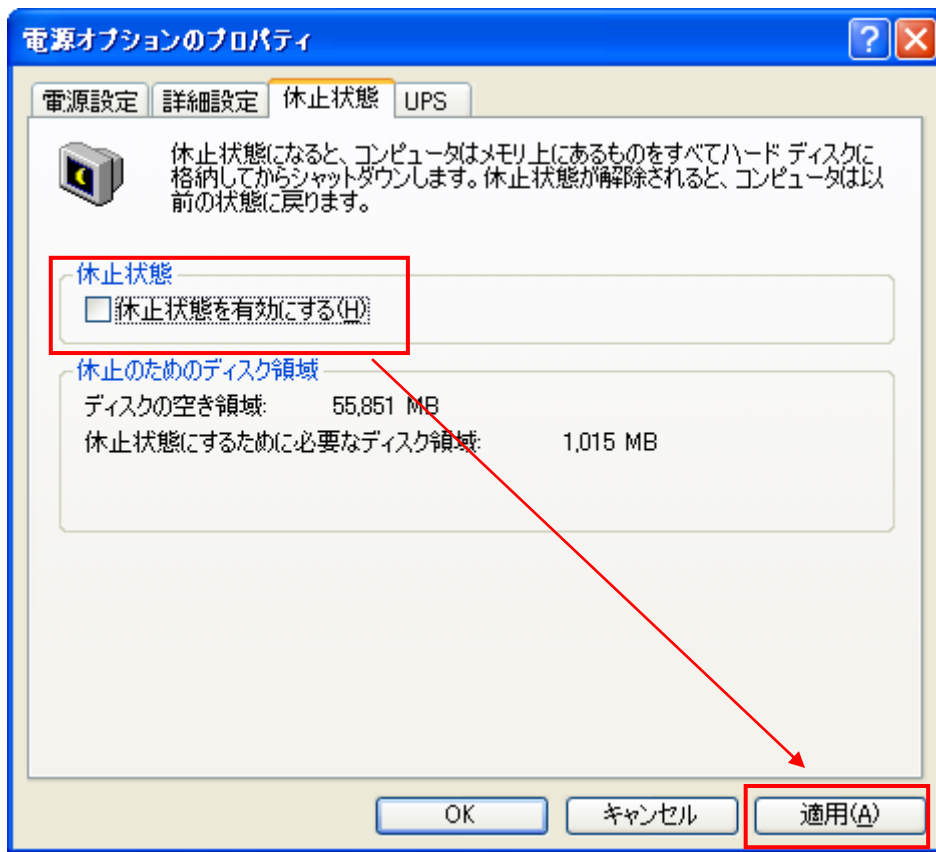 電源オプションのプロパティ
電源設定 詳細設定 休止状態 UPS
休止状態になると、コンピュータはメモリ上にあるものをすべてハード ディスクに
格納してからシャットダウンします。休止状態が解除されると、コンピュータは以
前の状態に戻ります。
休止状態
休止状態を有効にする(H)
休止のためのディスク領域
ディスクの空き領域: 55,851 MB
休止状態にするために必要なディスク領域: 1,015 MB
OK キャンセル 適用(A)